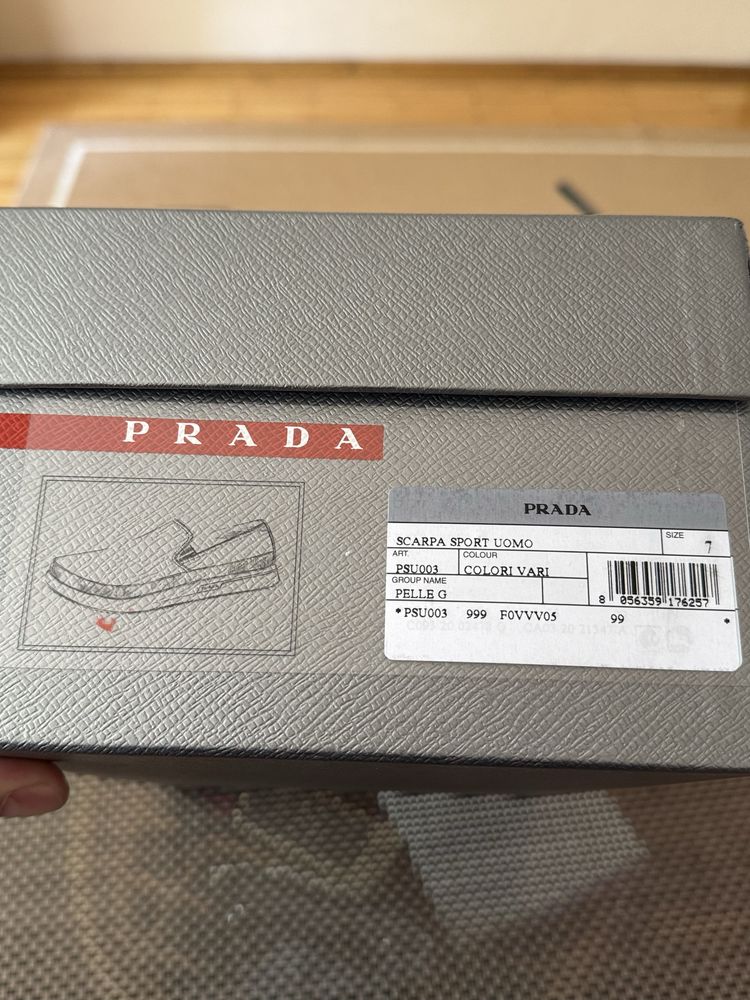 PRADA
PRADA
SCARPA SPORT UOMO
SIZE 7
ART. COLOUR
PSU003 COLORI VARI
GROUP NAME
PELLE G
8 056359 176257
* PSU003 999 F0VVV05 99 *